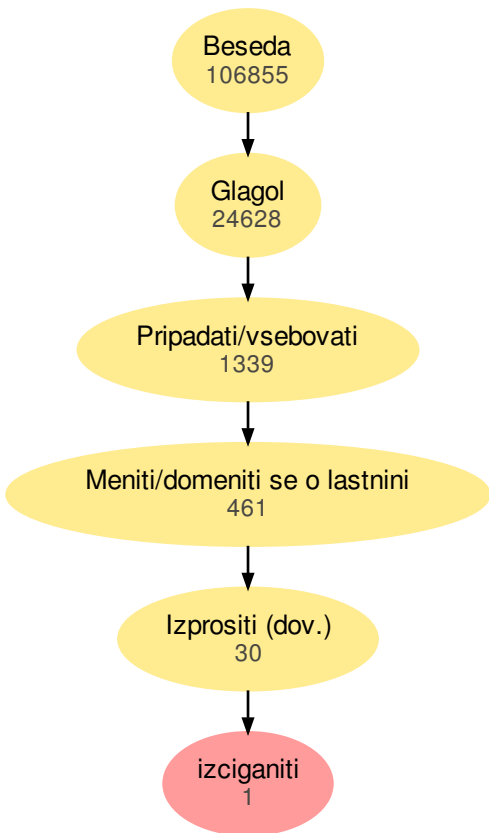 Beseda
106855
Glagol
24628
Pripadati/vsebovati
1339
Meniti/domeniti se o lastnini
461
Izprositi (dov.)
30
izciganiti
1